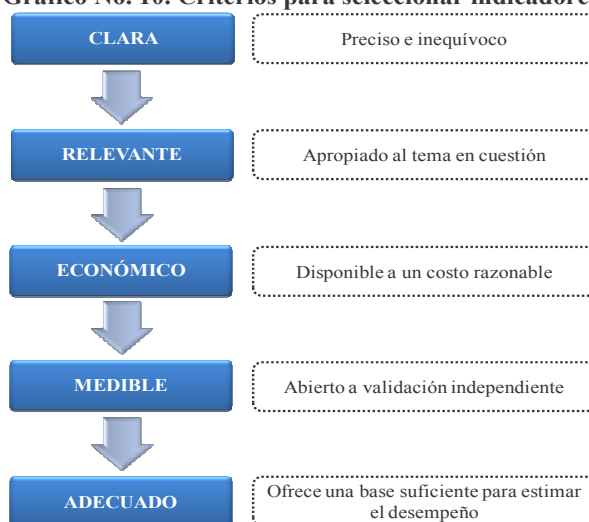 Gráfico No. 10: Criterios para seleccionar indicadore
CLARA
Preciso e inequívoco
RELEVANTE
Apropiado al tema en cuestión
ECONÓMICO
Disponible a un costo razonable
MEDIBLE
Abierto a validación independiente
ADECUADO
Ofrece una base suficiente para estimar
el desempeño